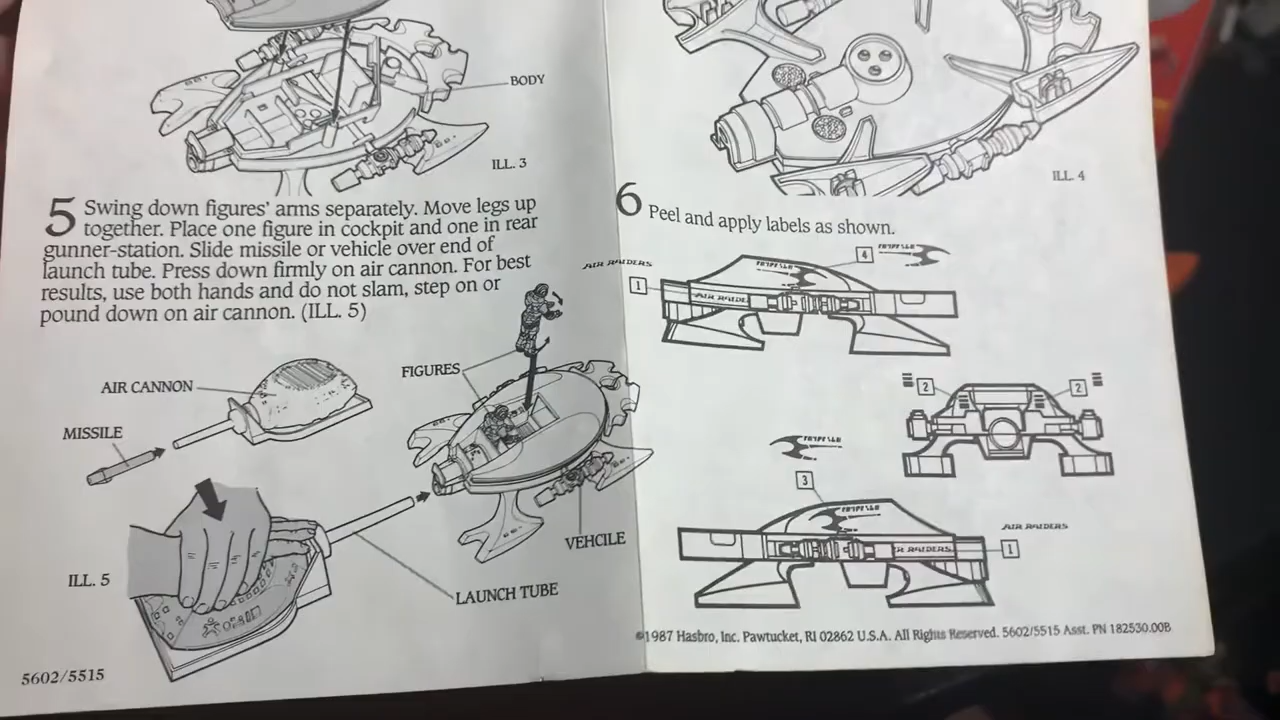 BODY
ILL. 3
5 Swing down figures' arms separately. Move legs up
together. Place one figure in cockpit and one in rear
gunner-station. Slide missile or vehicle over end of
launch tube. Press down firmly on air cannon. For best
results, use both hands and do not slam, step on or
pound down on air cannon. (ILL. 5)
AIR CANNON
MISSILE
FIGURES
VEHCILE
ILL. 5
LAUNCH TUBE
5602/5515
ILL. 4
6 Peel and apply labels as shown.
AIR RAIDERS
1
4
AIR RAIDE
2
2
3
AIR RAIDERS
R RAIDERS
1
©1987 Hasbro, Inc. Pawtucket, RI 02862 U.S.A. All Rights Reserved. 5602/5515 Asst. PN 182530.00B